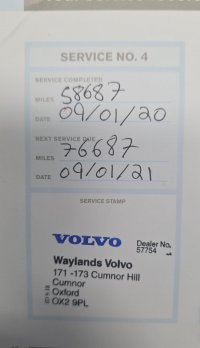 SERVICE NO. 4
SERVICE COMPLETED
MILES 58687
DATE 09/01/20
NEXT SERVICE DUE
MILES 76687
DATE 09/01/21
SERVICE STAMP
VOLVO Dealer No.
57754
Waylands Volvo
171 -173 Cumnor Hill
Cumnor
Oxford
OX2 9PL